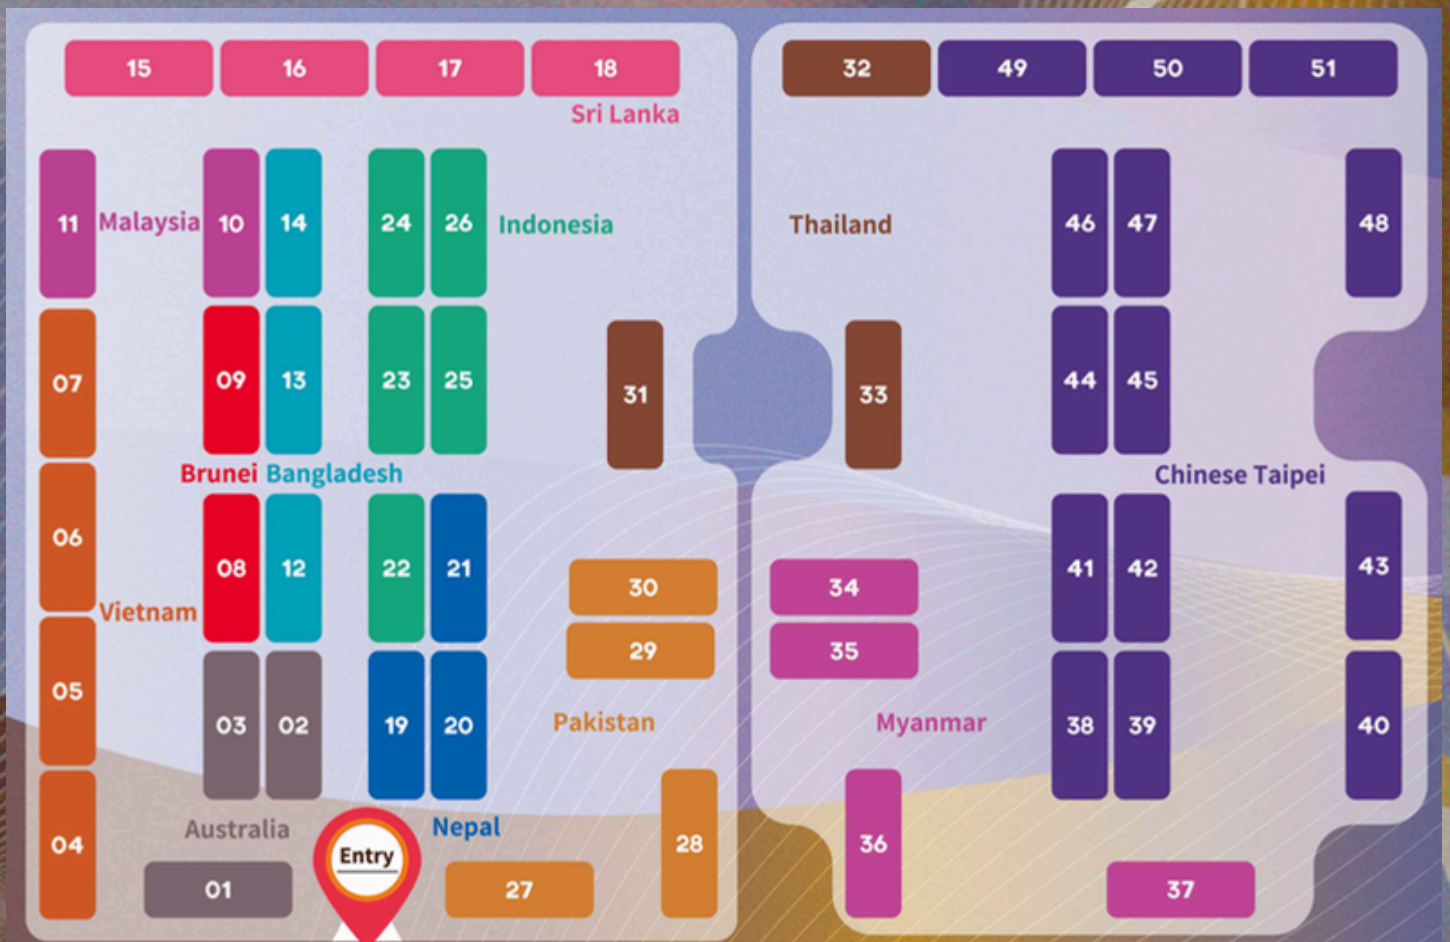 15 16 17 18
Sri Lanka
32 49 50 51
11 Malaysia 10 14 24 26 Indonesia
Thailand 46 47 48
07 09 13 23 25 31
33 44 45
Brunei Bangladesh
Chinese Taipei
06 08 12 22 21 30
34 41 42 43
Vietnam
29 35
05 03 02 19 20 Pakistan
Myanmar 38 39 40
Australia Nepal
04 Entry 28 36
01 27 37